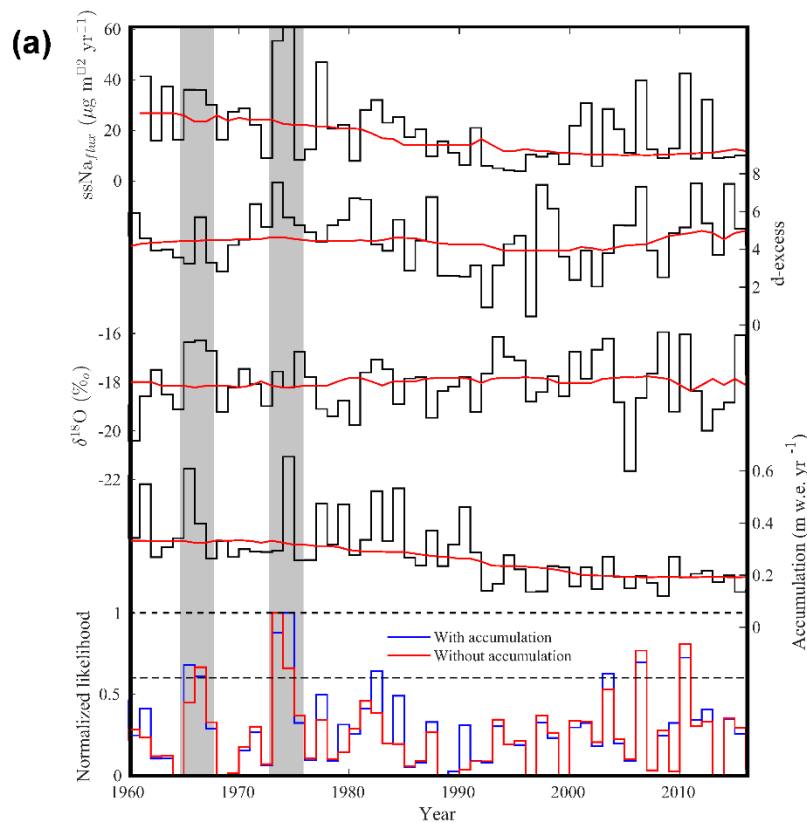 (a)
ssNa_flux (µg m□2 yr−1)
60
40
20
0
8
6
4
2
0
d-excess
-16
-18
-20
-22
δ18O (‰)
0.6
0.4
0.2
0
Accumulation (m w.e. yr -1)
1
0.5
0
Normalized likelihood
With accumulation
Without accumulation
1960
1970
1980
1990
2000
2010
Year